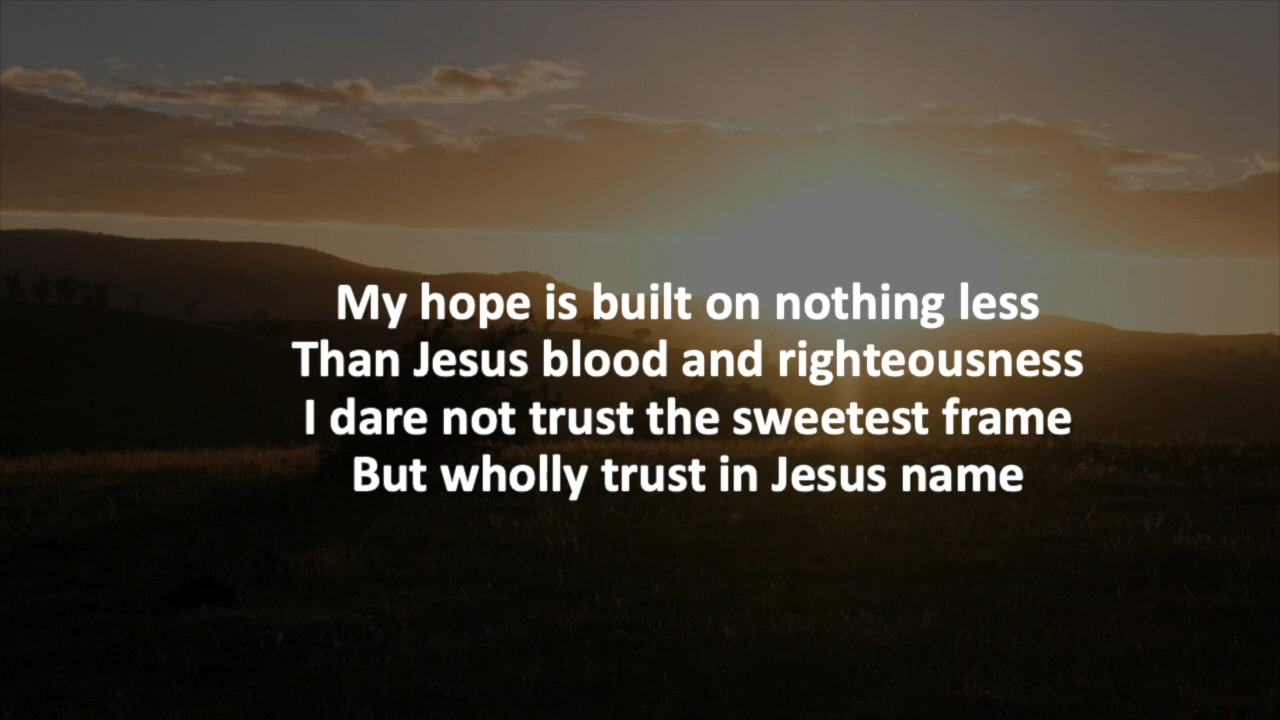 My hope is built on nothing less
Than Jesus blood and righteousness
I dare not trust the sweetest frame
But wholly trust in Jesus name